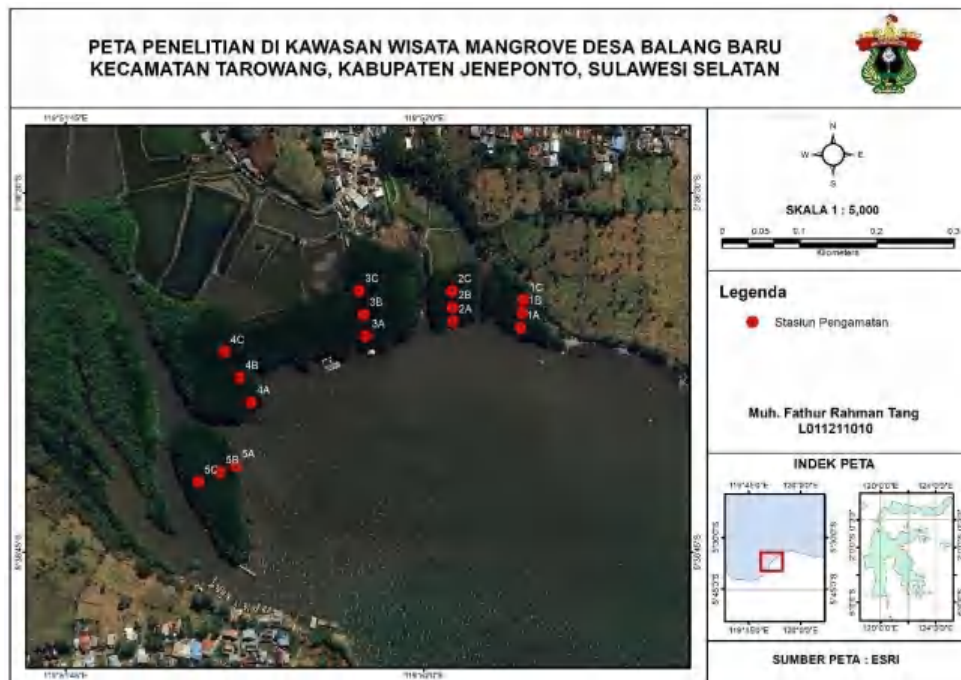 PETA PENELITIAN DI KAWASAN WISATA MANGROVE DESA BALANG BARU
KECAMATAN TAROWANG, KABUPATEN JENEPONTO, SULAWESI SELATAN
3C
3B
3A
2C
2B
2A
1C
1B
1A
4C
4B
4A
5A
5B
5C
N
W
E
S
SKALA 1 : 5,000
0 0.05 0.1 0.2 0.3
Kilometers
Legenda
Stasiun Pengamatan
Muh. Fathur Rahman Tang
L011211010
INDEK PETA
SUMBER PETA : ESRI